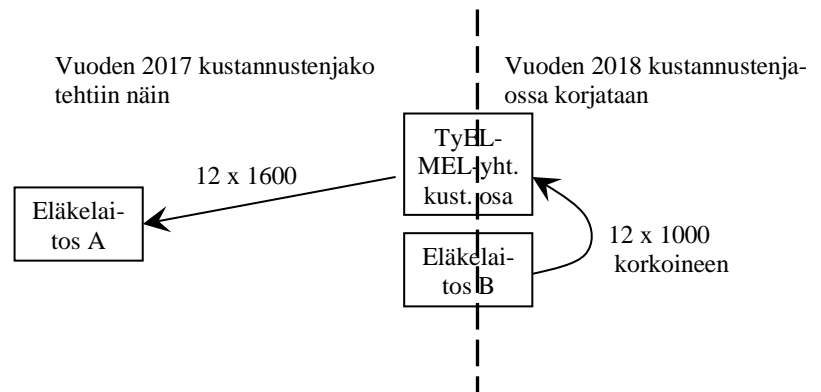 Vuoden 2017 kustannustenjako
tehtiin näin
Vuoden 2018 kustannustenja-
ossa korjataan
TyEL-
MEL-yht.
kust. osa
12 x 1600
Eläkelai-
tos A
Eläkelai-
tos B
12 x 1000
korkoineen